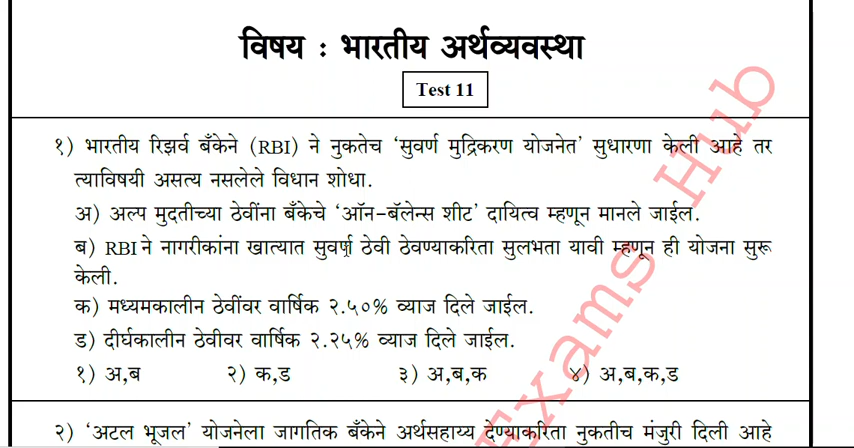 विषय : भारतीय अर्थव्यवस्था
Test 11
१) भारतीय रिझर्व बँकेने (RBI) ने नुकतेच ‘सुवर्ण मुद्रिकरण योजनेत’ सुधारणा केली आहे तर
त्याविषयी असत्य नसलेले विधान शोधा.
अ) अल्प मुदतीच्या ठेवींना बँकेचे ‘ऑन-बॅलेन्स शीट’ दायित्व म्हणून मानले जाईल.
ब) RBI ने नागरीकांना खात्यात सुवर्ण ठेवी ठेवण्याकरिता सुलभता यावी म्हणून ही योजना सुरू
केली.
क) मध्यमकालीन ठेवींवर वार्षिक २.५०% व्याज दिले जाईल.
ड) दीर्घकालीन ठेवीवर वार्षिक २.२५% व्याज दिले जाईल.
१) अ,ब २) क,ड ३) अ,ब,क ४) अ,ब,क,ड
२) ‘अटल भूजल’ योजनेला जागतिक बँकेने अर्थसहाय्य देण्याकरिता नुकतीच मंजुरी दिली आहे
Exams Hub